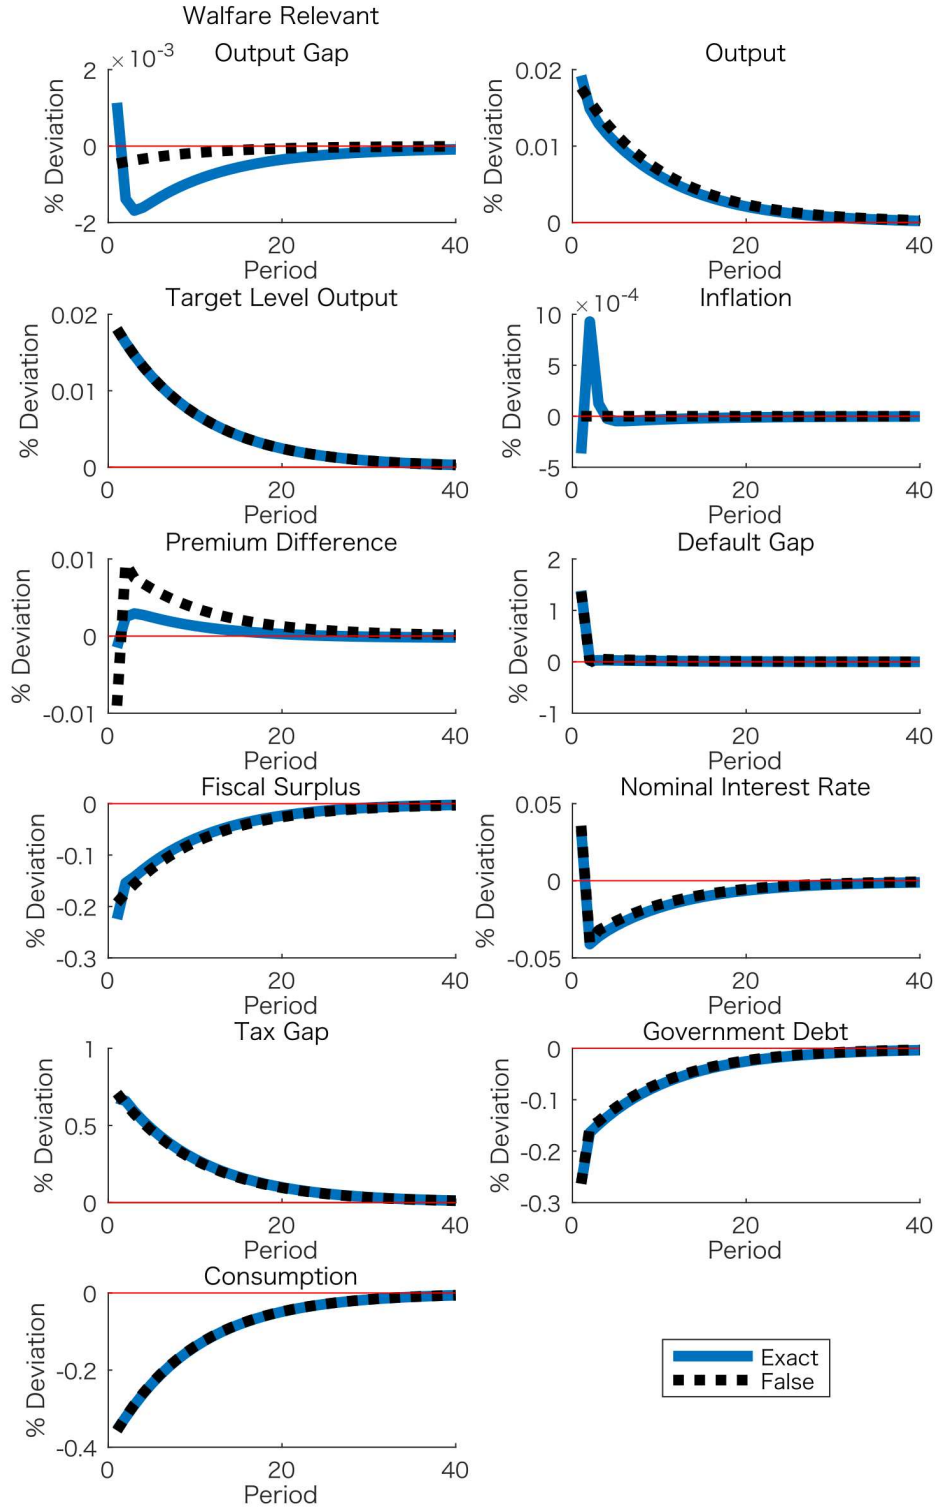 Walfare Relevant
Output Gap
×10-3
% Deviation
2
0
-2
0 20 40
Period
Output
% Deviation
0.02
0.01
0
0 20 40
Period
Target Level Output
% Deviation
0.02
0.01
0
0 20 40
Period
Inflation
×10-4
% Deviation
10
5
0
-5
0 20 40
Period
Premium Difference
% Deviation
0.01
0
-0.01
0 20 40
Period
Default Gap
% Deviation
2
1
0
-1
0 20 40
Period
Fiscal Surplus
% Deviation
0
-0.1
-0.2
-0.3
0 20 40
Period
Nominal Interest Rate
% Deviation
0.05
0
-0.05
0 20 40
Period
Tax Gap
% Deviation
1
0.5
0
0 20 40
Period
Government Debt
% Deviation
0
-0.1
-0.2
-0.3
0 20 40
Period
Consumption
% Deviation
0
-0.2
-0.4
0 20 40
Period
Exact
False